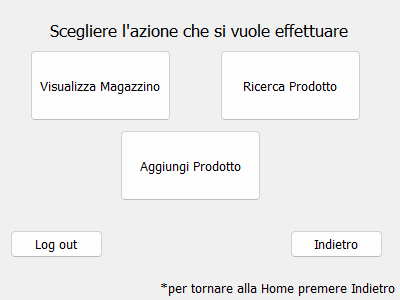 Scegliere l'azione che si vuole effettuare
Visualizza Magazzino
Ricerca Prodotto
Aggiungi Prodotto
Log out
Indietro
*per tornare alla Home premere Indietro